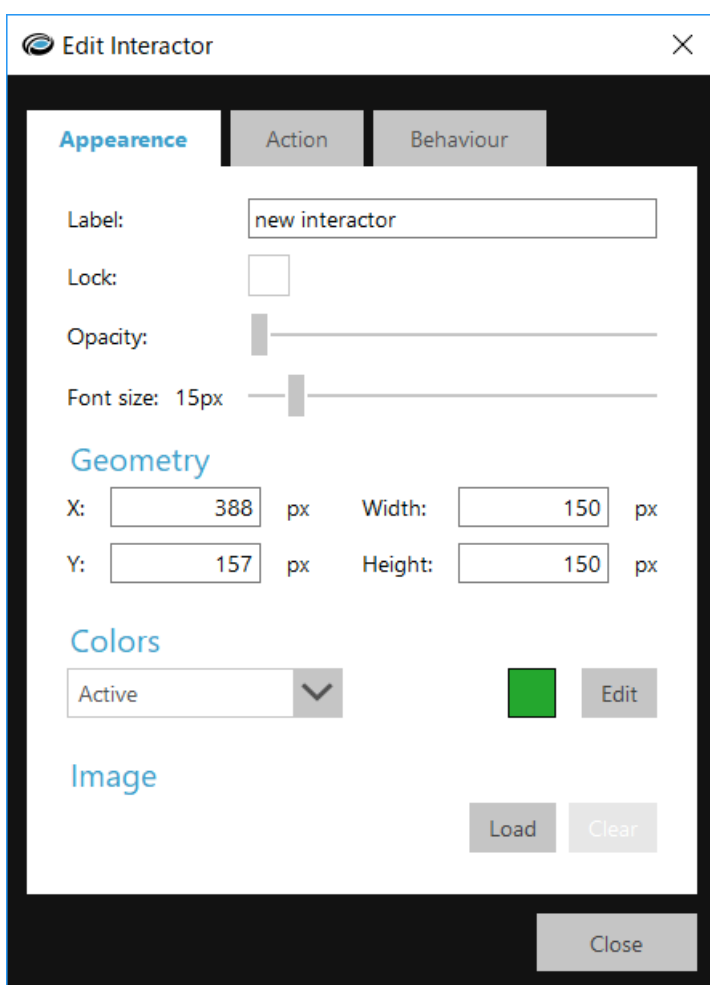 Edit Interactor
Appearence Action Behaviour
Label: new interactor
Lock:
Opacity:
Font size: 15px
Geometry
X: 388 px Width: 150 px
Y: 157 px Height: 150 px
Colors
Active Edit
Image
Load Clear
Close